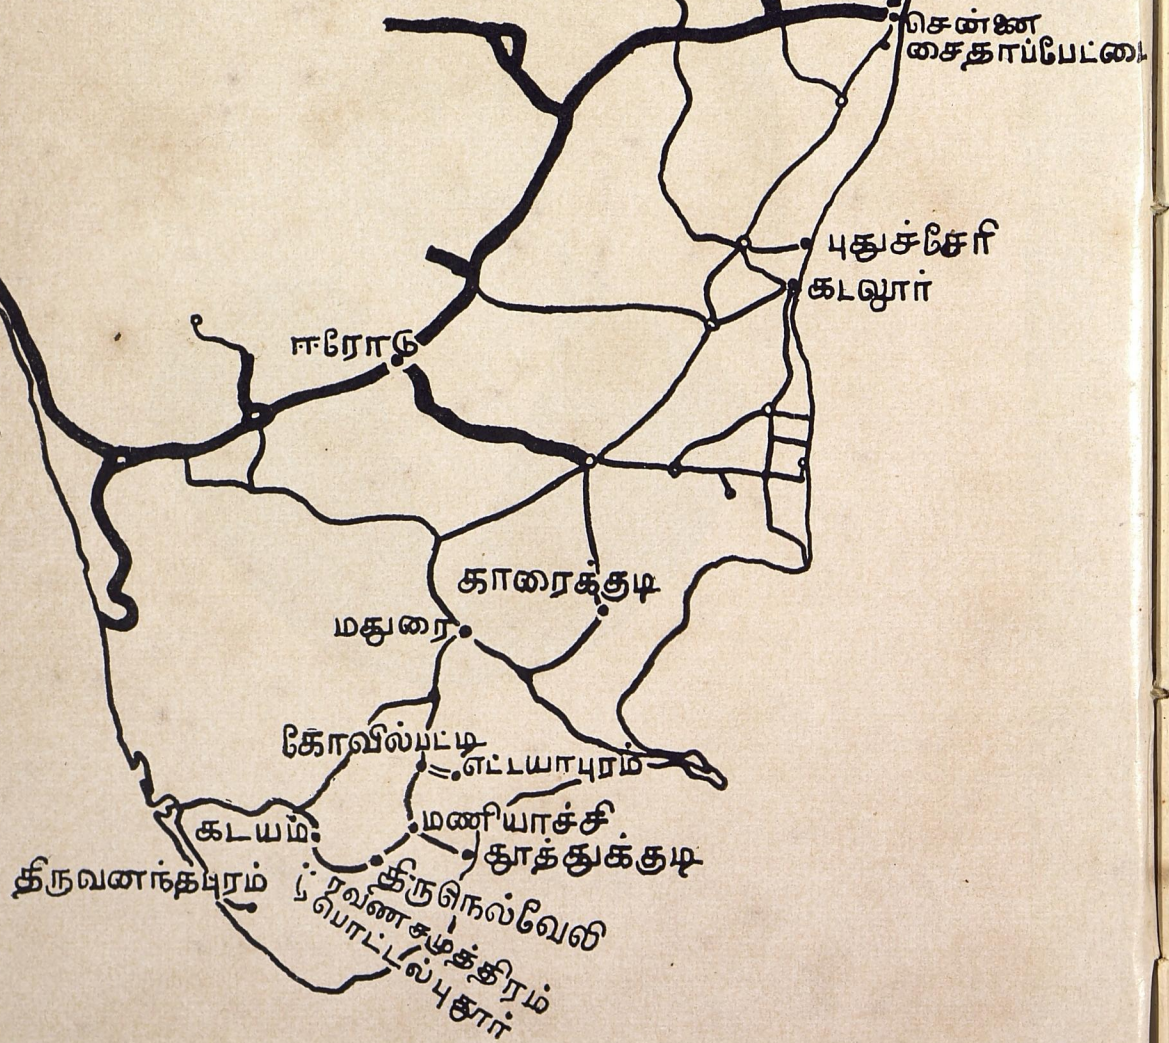 சென்னை
சைதாப்பேட்டை
புதுச்சேரி
கடலூர்
ஈரோடு
காரைக்குடி
மதுரை
கோவில்பட்டி
எட்டயாபுரம்
மணியாச்சி
கடயம்
தூத்துக்குடி
திருவனந்தபுரம்
திருநெல்வேலி
ரவணசமுத்திரம்
பொட்டல்புதூர்